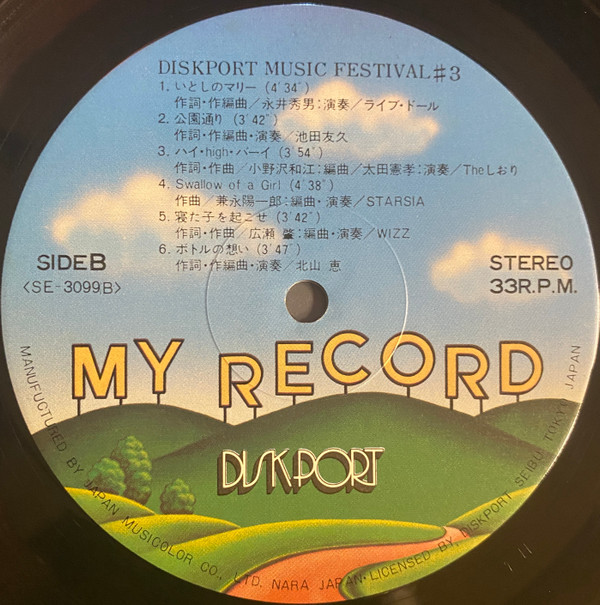 DISKPORT MUSIC FESTIVAL♯3
1. いとしのマリー (4′34″)
作詞・作編曲／永井秀男：演奏／ライブ・ドール
2. 公園通り (3′42″)
作詞・作編曲・演奏／池田友久
3. ハイ・high・バーイ (3′54″)
作詞・作曲／小野沢和江：編曲／太田憲孝：演奏／Theしおり
4. Swallow of a Girl (4′38″)
作曲／兼永陽一郎：編曲・演奏／STARSIA
5. 寝た子を起こせ (3′42″)
作詞・作曲／広瀬 肇：編曲・演奏／WIZZ
6. ボトルの想い (3′47″)
作詞・作編曲・演奏／北山 恵
SIDE B
<SE-3099B>
STEREO
33R.P.M.
MY RECORD
DISKPORT
MANUFUCTURED BY JAPAN MUSICOLOR CO., LTD. NARA JAPAN・LICENSED BY DISKPORT SEIBU TOKYO JAPAN